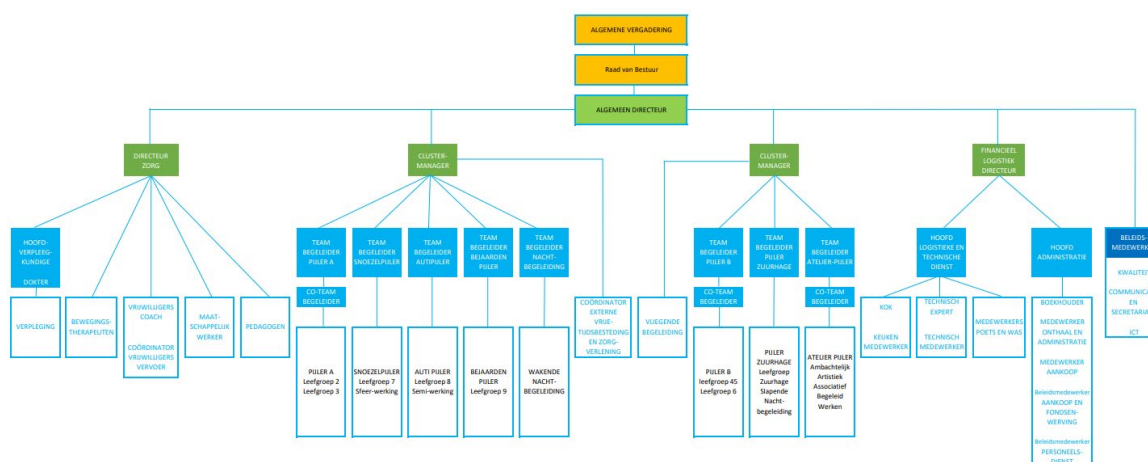 ALGEMENE VERGADERING
Raad van Bestuur
ALGEMEEN DIRECTEUR
DIRECTEUR
ZORG
CLUSTER-
MANAGER
CLUSTER-
MANAGER
FINANCIEEL
LOGISTIEK
DIRECTEUR
HOOFD-
VERPLEEG-
KUNDIGE
DOKTER
TEAM
BEGELEIDER
PIJLER A
TEAM
BEGELEIDER
SNOEZELPIJLER
TEAM
BEGELEIDER
AUTIPIJLER
TEAM
BEGELEIDER
BEJAARDEN
PIJLER
TEAM
BEGELEIDER
NACHT-
BEGELEIDING
TEAM
BEGELEIDER
PIJLER B
TEAM
BEGELEIDER
PIJLER
ZUURHAGE
TEAM
BEGELEIDER
ATELIER-PIJLER
HOOFD
LOGISTIEKE EN
TECHNISCHE
DIENST
HOOFD
ADMINISTRATIE
BELEIDS-
MEDEWERK
KWALITEIT
COMMUNICA
EN
SECRETARIA
ICT
CO-TEAM
BEGELEIDER
CO-TEAM
BEGELEIDER
CO-TEAM
BEGELEIDER
VERPLEGING
BEWEGINGS-
THERAPEUTEN
VRIJWILLIGERS
COACH
COÖRDINATOR
VRIJWILLIGERS
VERVOER
MAAT-
SCHAPPELIJK
WERKER
PEDAGOGEN
PIJLER A
Leefgroep 2
Leefgroep 3
SNOEZELPIJLER
Leefgroep 7
Sfeer-werking
AUTI PIJLER
Leefgroep 8
Semi-werking
BEJAARDEN
PIJLER
Leefgroep 9
WAKENDE
NACHT-
BEGELEIDING
COÖRDINATOR
EXTERNE
VRIJE-
TIJDSBESTEDING
EN ZORG-
VERLENING
VLIEGENDE
BEGELEIDING
PIJLER B
leefgroep 45
Leefgroep 6
PIJLER
ZUURHAGE
Leefgroep
Zuurhage
Slapende
Nacht-
begeleiding
ATELIER PIJLER
Ambachtelijk
Artistiek
Associatief
Begeleid
Werken
KOK
KEUKEN
MEDEWERKER
TECHNISCH
EXPERT
TECHNISCH
MEDEWERKER
MEDEWERKERS
POETS EN WAS
BOEKHOUDER
MEDEWERKER
ONTHAAL EN
ADMINISTRATIE
MEDEWERKER
AANKOOP
Beleidsmedewerker
AANKOOP EN
FONDSEN-
WERVING
Beleidsmedewerker
PERSONEELS-
DIENST